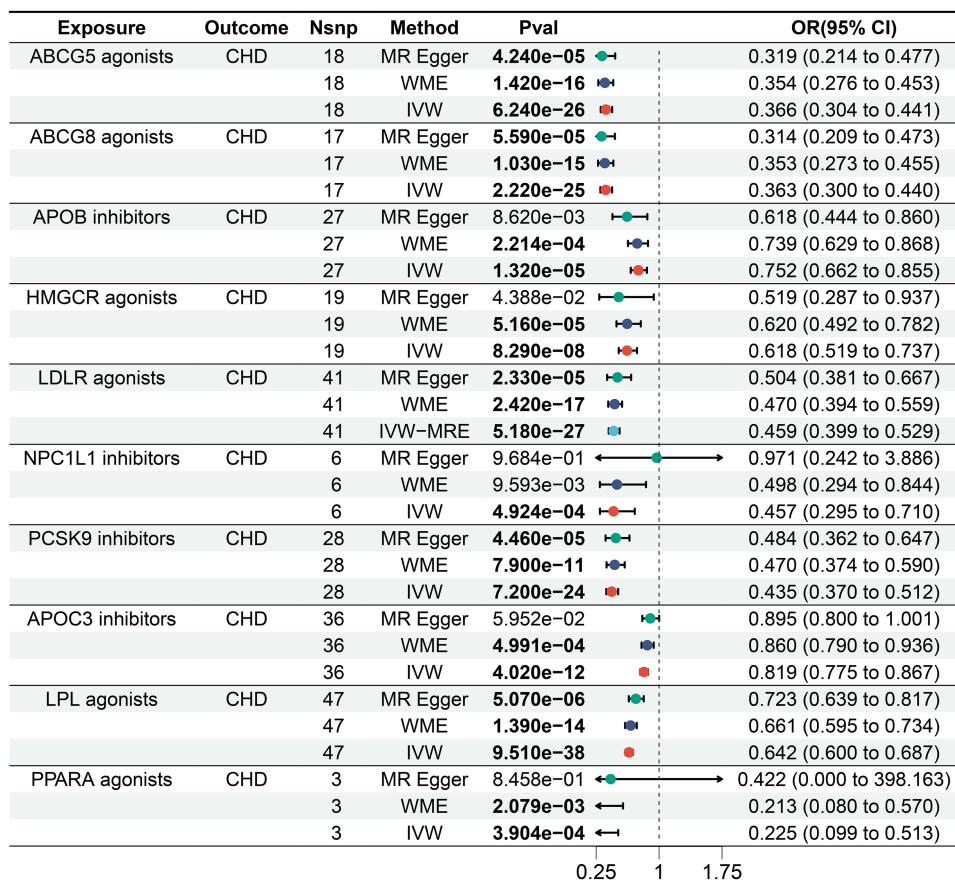 Exposure Outcome Nsnp Method Pval OR(95% CI)
ABCG5 agonists CHD 18 MR Egger 4.240e−05 0.319 (0.214 to 0.477)
18 WME 1.420e−16 0.354 (0.276 to 0.453)
18 IVW 6.240e−26 0.366 (0.304 to 0.441)
ABCG8 agonists CHD 17 MR Egger 5.590e−05 0.314 (0.209 to 0.473)
17 WME 1.030e−15 0.353 (0.273 to 0.455)
17 IVW 2.220e−25 0.363 (0.300 to 0.440)
APOB inhibitors CHD 27 MR Egger 8.620e−03 0.618 (0.444 to 0.860)
27 WME 2.214e−04 0.739 (0.629 to 0.868)
27 IVW 1.320e−05 0.752 (0.662 to 0.855)
HMGCR agonists CHD 19 MR Egger 4.388e−02 0.519 (0.287 to 0.937)
19 WME 5.160e−05 0.620 (0.492 to 0.782)
19 IVW 8.290e−08 0.618 (0.519 to 0.737)
LDLR agonists CHD 41 MR Egger 2.330e−05 0.504 (0.381 to 0.667)
41 WME 2.420e−17 0.470 (0.394 to 0.559)
41 IVW−MRE 5.180e−27 0.459 (0.399 to 0.529)
NPC1L1 inhibitors CHD 6 MR Egger 9.684e−01 0.971 (0.242 to 3.886)
6 WME 9.593e−03 0.498 (0.294 to 0.844)
6 IVW 4.924e−04 0.457 (0.295 to 0.710)
PCSK9 inhibitors CHD 28 MR Egger 4.460e−05 0.484 (0.362 to 0.647)
28 WME 7.900e−11 0.470 (0.374 to 0.590)
28 IVW 7.200e−24 0.435 (0.370 to 0.512)
APOC3 inhibitors CHD 36 MR Egger 5.952e−02 0.895 (0.800 to 1.001)
36 WME 4.991e−04 0.860 (0.790 to 0.936)
36 IVW 4.020e−12 0.819 (0.775 to 0.867)
LPL agonists CHD 47 MR Egger 5.070e−06 0.723 (0.639 to 0.817)
47 WME 1.390e−14 0.661 (0.595 to 0.734)
47 IVW 9.510e−38 0.642 (0.600 to 0.687)
PPARA agonists CHD 3 MR Egger 8.458e−01 0.422 (0.000 to 398.163)
3 WME 2.079e−03 0.213 (0.080 to 0.570)
3 IVW 3.904e−04 0.225 (0.099 to 0.513)
0.25 1 1.75